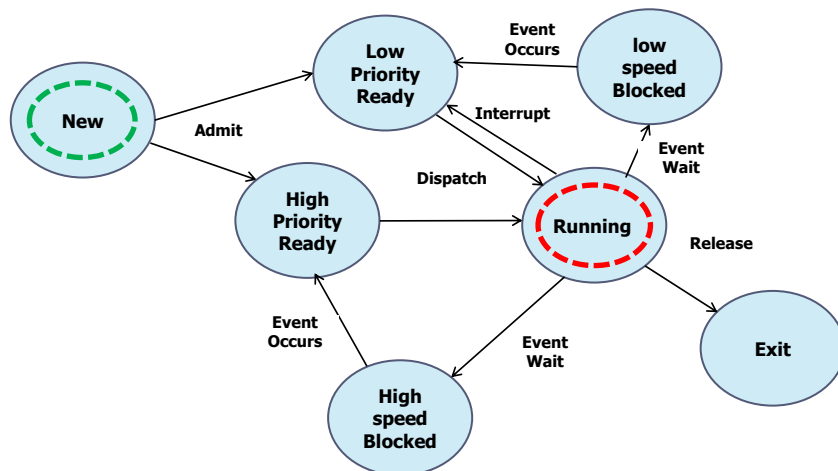 New
Admit
Low
Priority
Ready
Event
Occurs
low
speed
Blocked
Interrupt
Dispatch
Event
Wait
High
Priority
Ready
Running
Release
Event
Occurs
Event
Wait
High
speed
Blocked
Exit